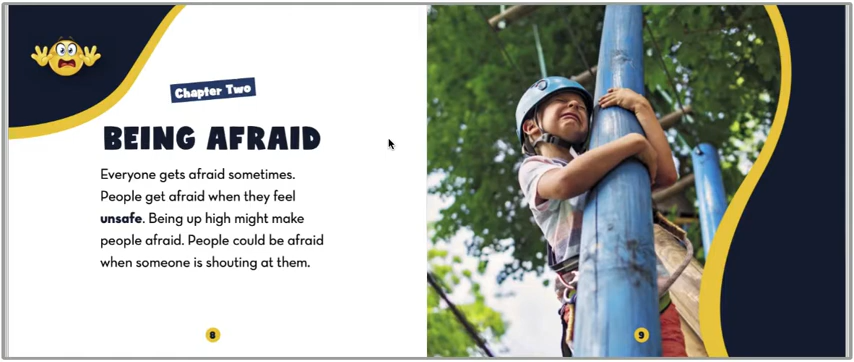 Chapter Two
BEING AFRAID
Everyone gets afraid sometimes.
People get afraid when they feel
unsafe. Being up high might make
people afraid. People could be afraid
when someone is shouting at them.
8
9